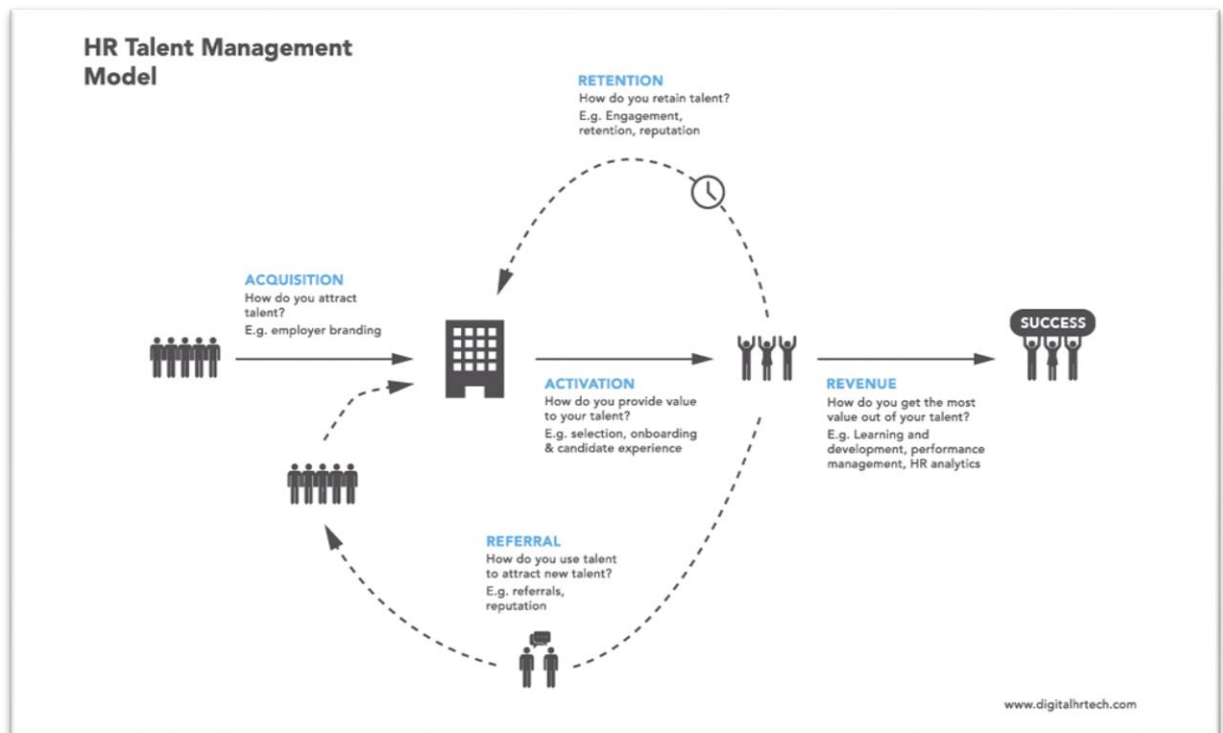 HR Talent Management
Model
RETENTION
How do you retain talent?
E.g. Engagement,
retention, reputation
ACQUISITION
How do you attract
talent?
E.g. employer branding
SUCCESS
ACTIVATION
How do you provide value
to your talent?
E.g. selection, onboarding
& candidate experience
REVENUE
How do you get the most
value out of your talent?
E.g. Learning and
development, performance
management, HR analytics
REFERRAL
How do you use talent
to attract new talent?
E.g. referrals,
reputation
www.digitalhrtech.com